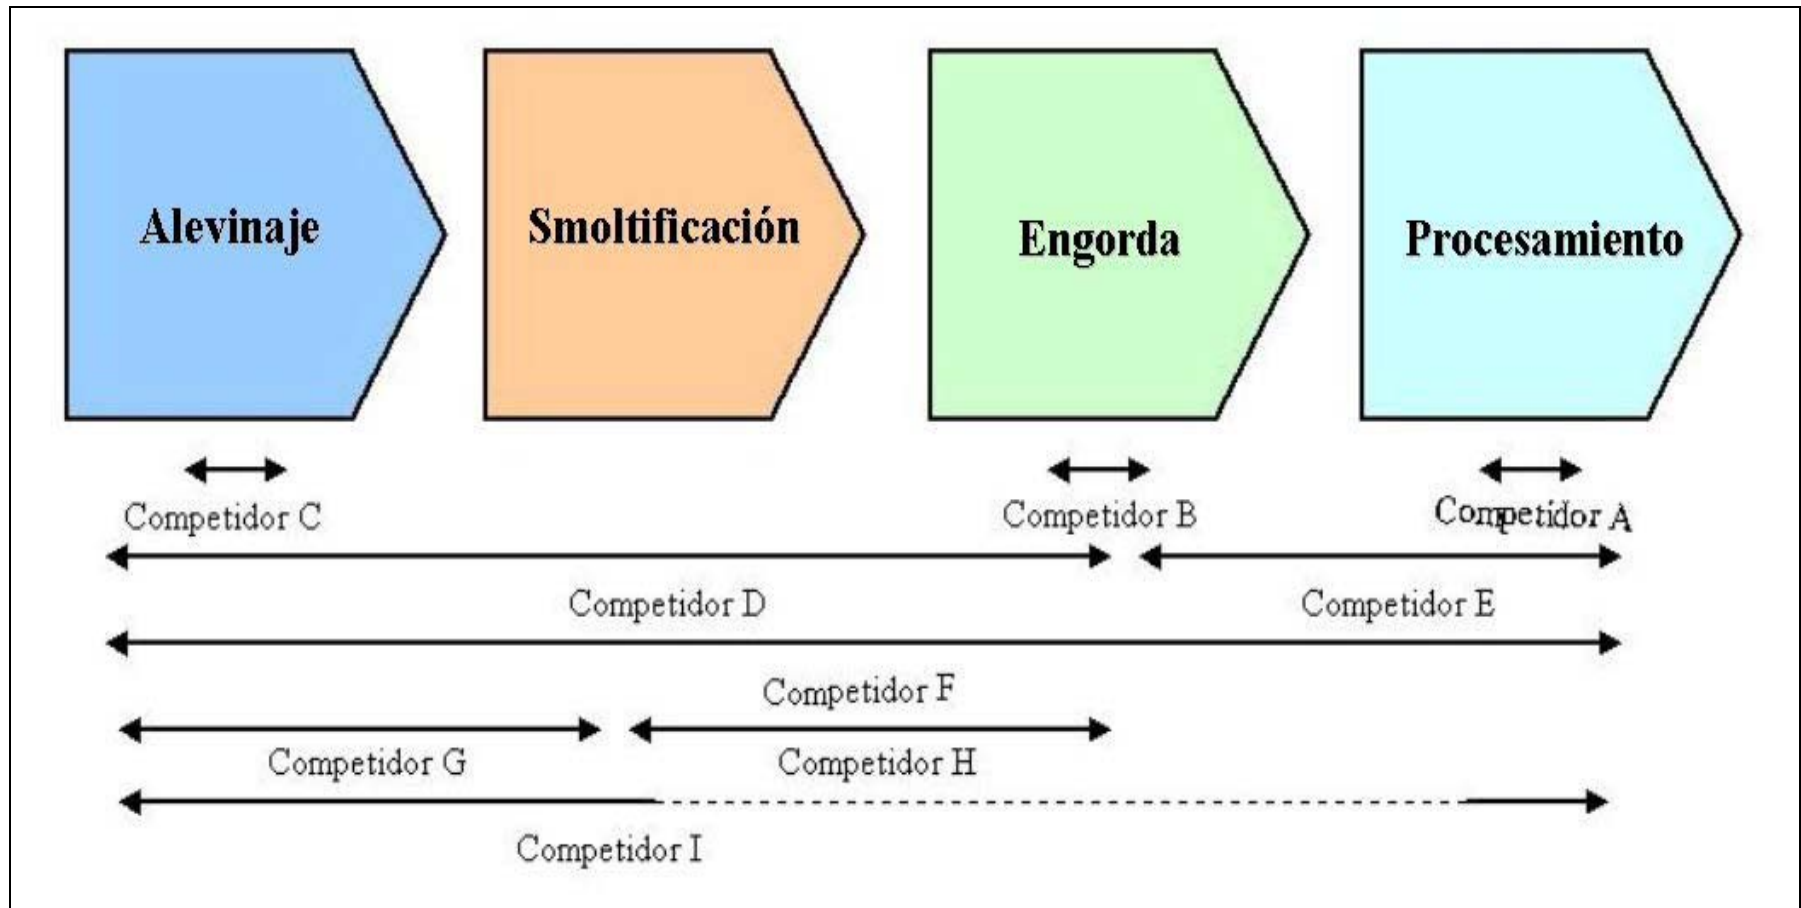 Alevinaje
Smoltificación
Engorda
Procesamiento
Competidor C
Competidor B
Competidor A
Competidor D
Competidor E
Competidor F
Competidor G
Competidor H
Competidor I